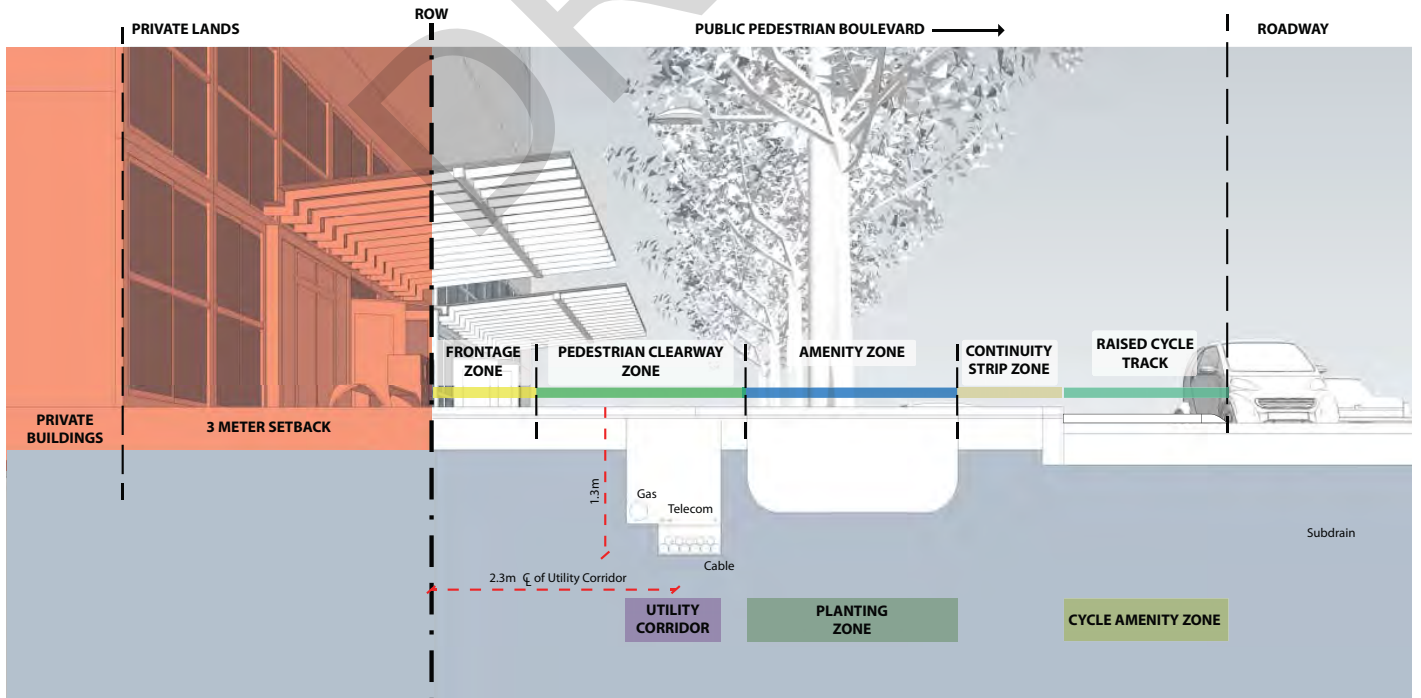 ROW
PRIVATE LANDS
PUBLIC PEDESTRIAN BOULEVARD
ROADWAY
FRONTAGE
ZONE
PEDESTRIAN CLEARWAY
ZONE
AMENITY ZONE
CONTINUITY
STRIP ZONE
RAISED CYCLE
TRACK
PRIVATE
BUILDINGS
3 METER SETBACK
1.3m
Gas
Telecom
Cable
Subdrain
2.3m ℄ of Utility Corridor
UTILITY
CORRIDOR
PLANTING
ZONE
CYCLE AMENITY ZONE